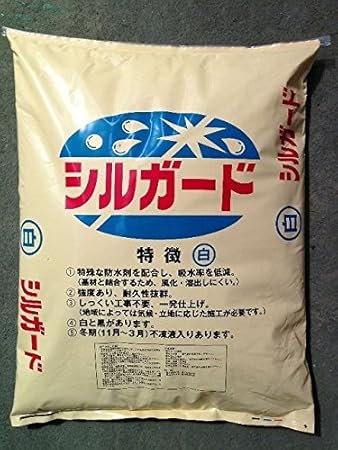 シルガード
シルガード
白
特徴 白
①特殊な防水剤を配合し、吸水率を低減。
(基材と結合するため、風化・溶出しにくい。)
②強度あり、耐久性抜群。
③しっくい工事不要、一発仕上げ。
(地域によっては気候・立地に応じた施工が必要です。)
④白と黒があります。
⑤冬期(11月～3月)不凍液入りあります。
白
シルガード